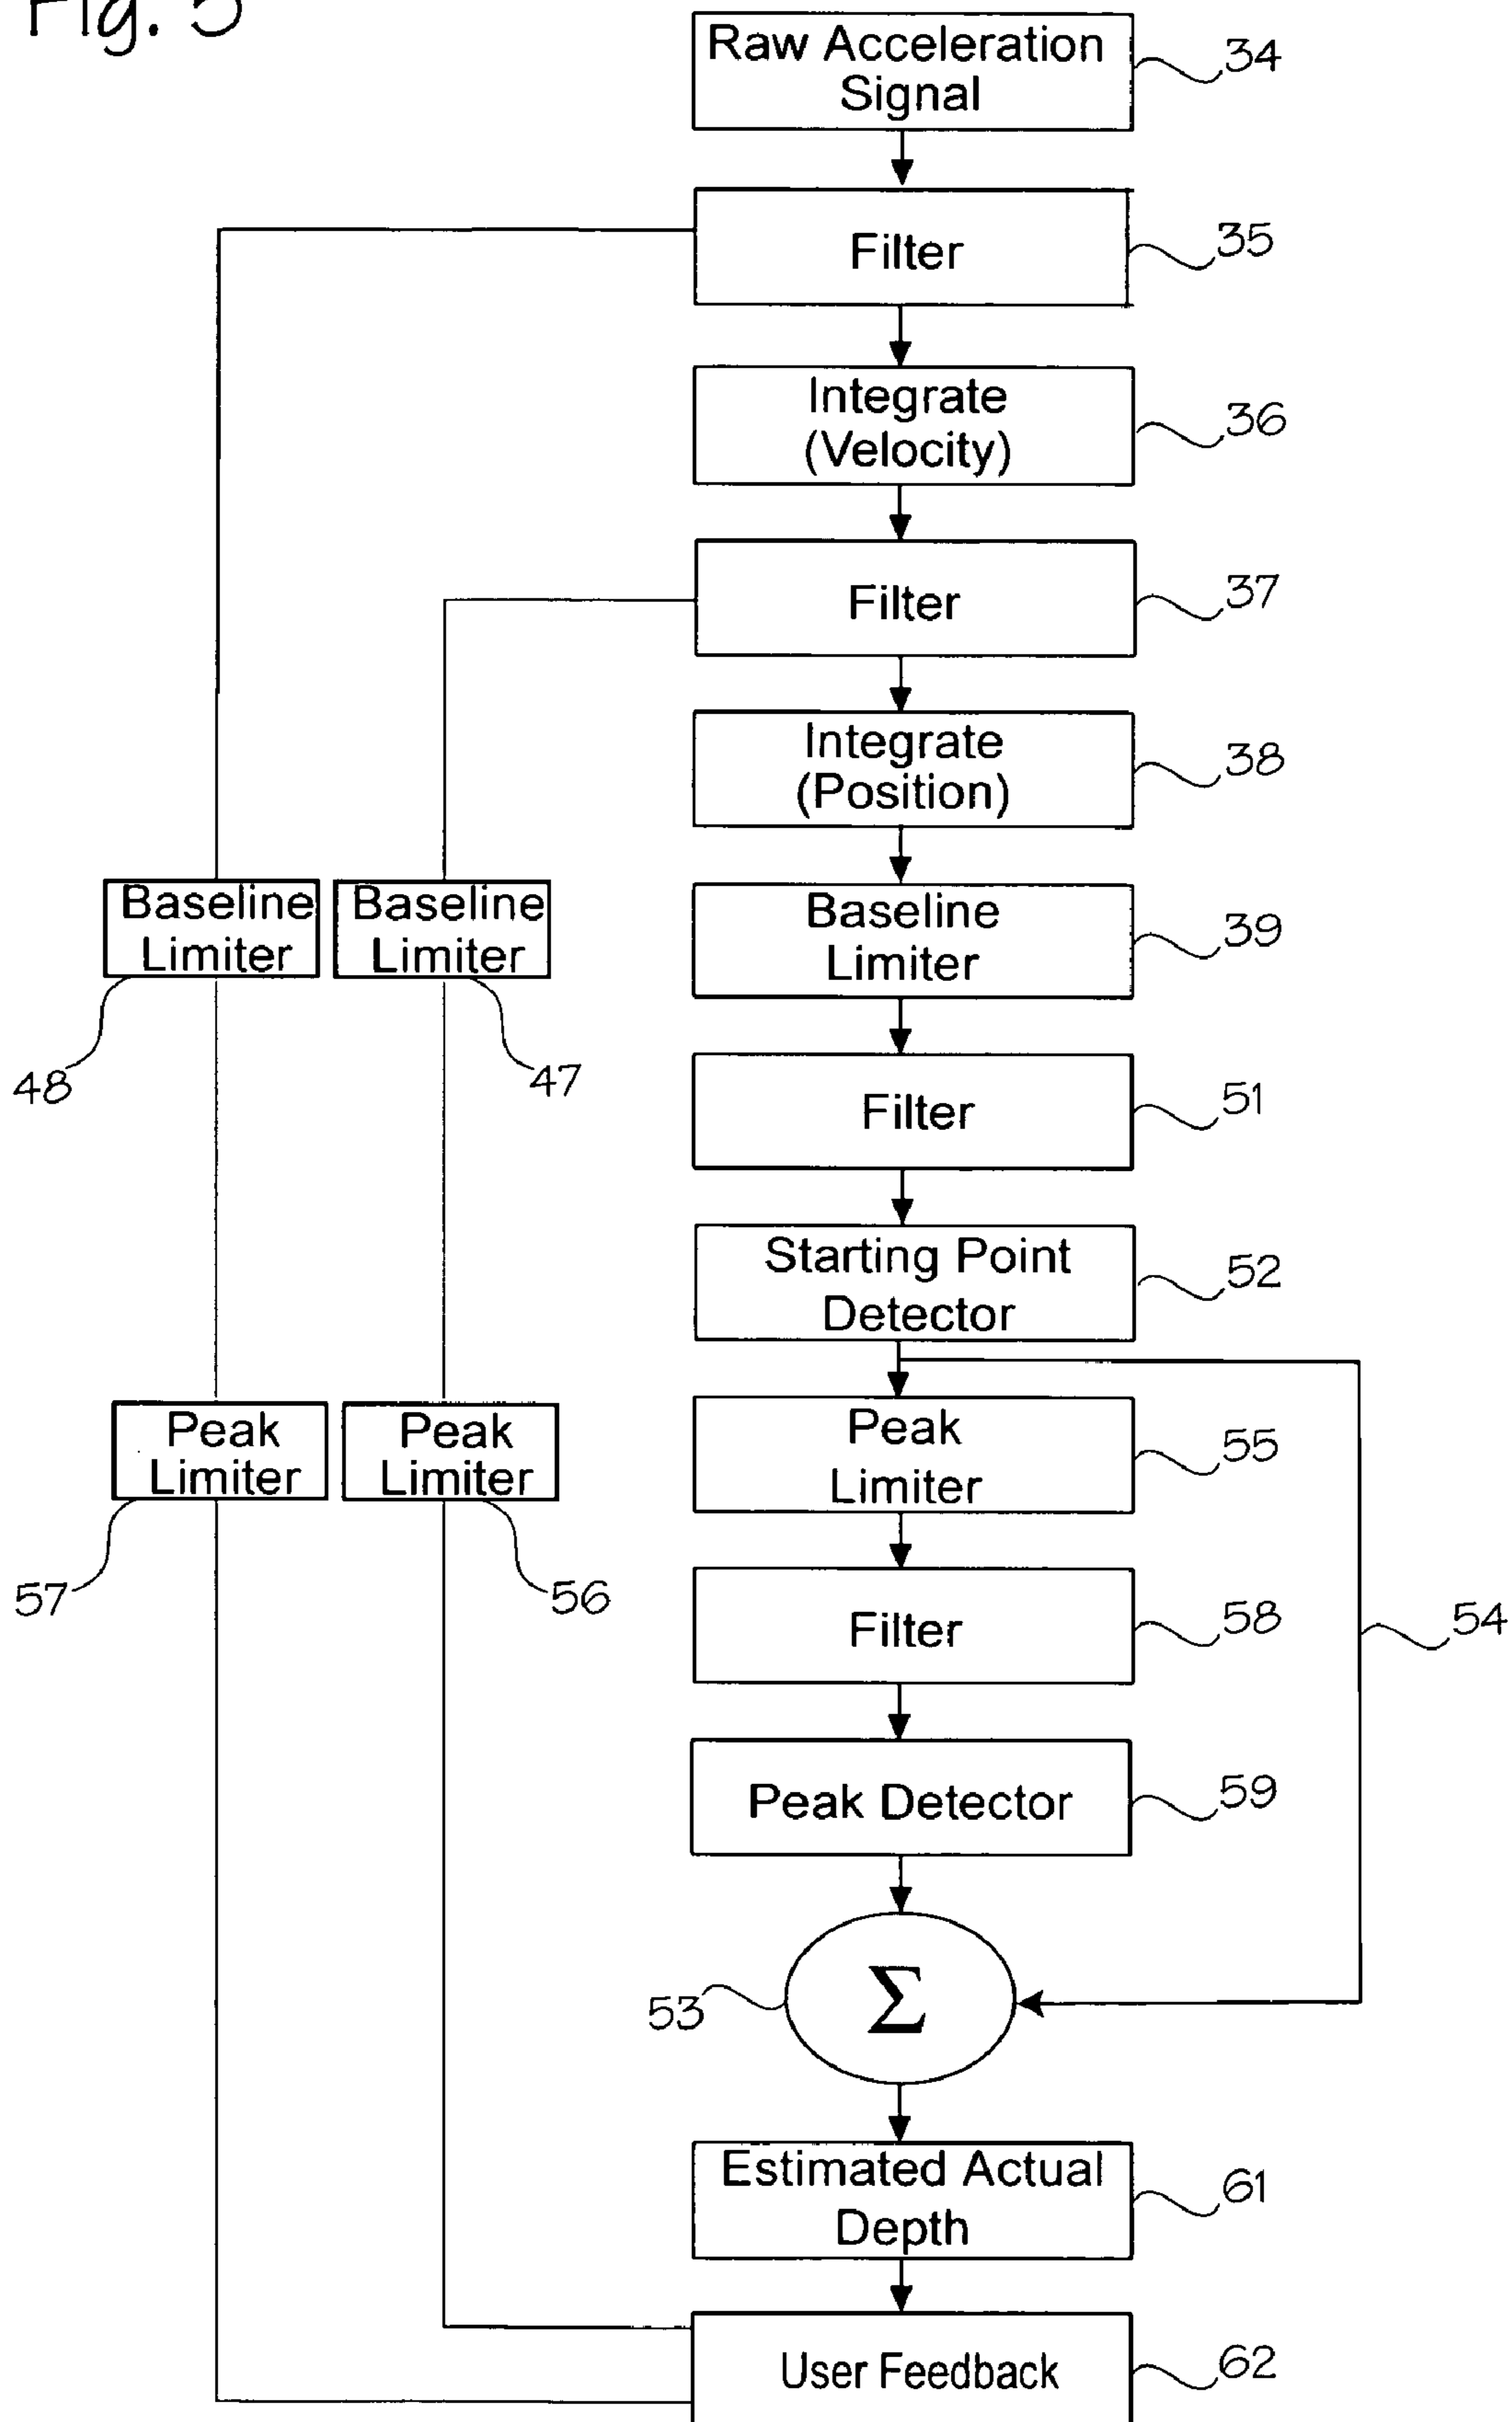 Fig. 5
Raw Acceleration
Signal
34
Filter
35
Integrate
(Velocity)
36
Filter
37
Integrate
(Position)
38
Baseline
Limiter
48
Baseline
Limiter
47
Baseline
Limiter
39
Filter
51
Starting Point
Detector
52
Peak
Limiter
57
Peak
Limiter
56
Peak
Limiter
55
Filter
58
54
Peak Detector
59
Σ
53
Estimated Actual
Depth
61
User Feedback
62